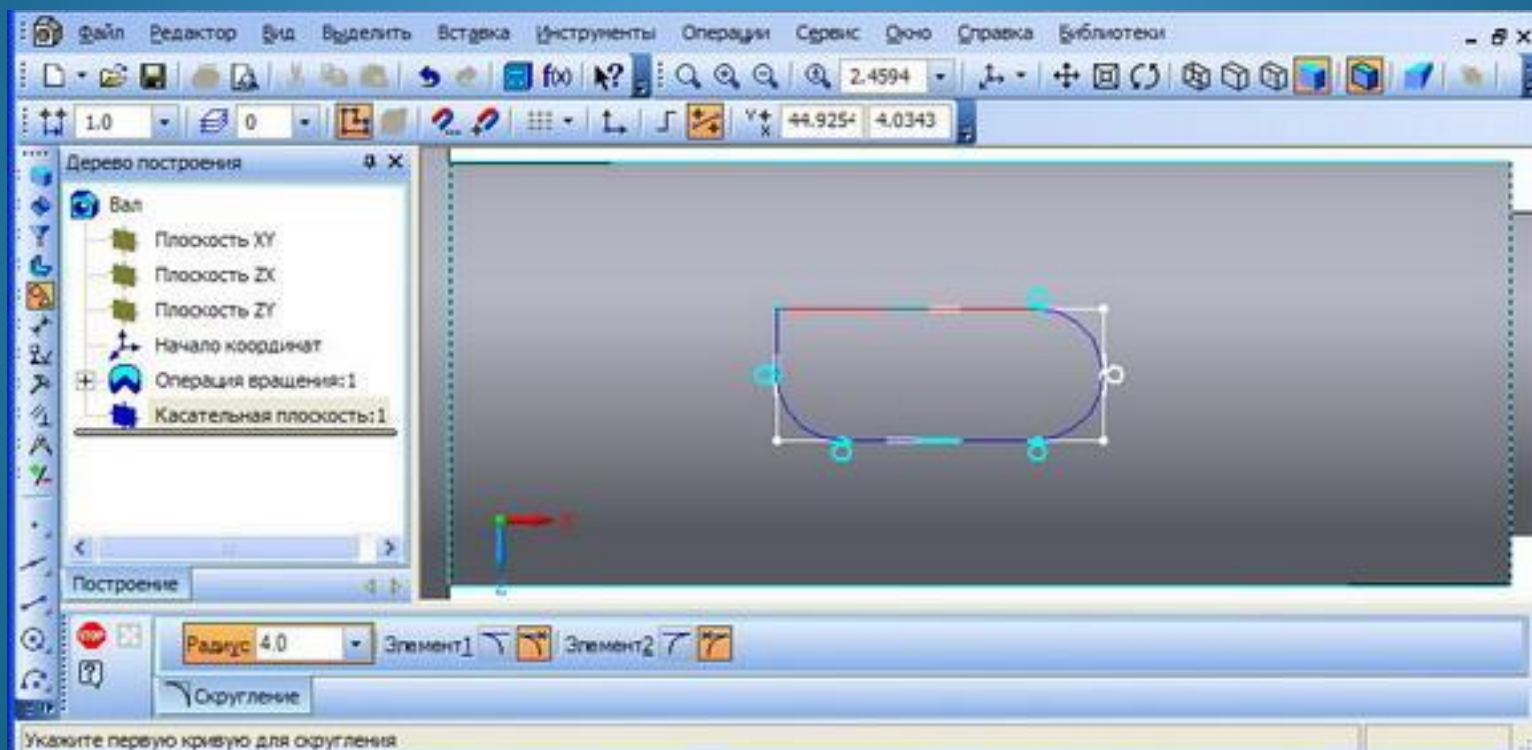 Файл Редактор Вид Выделить Вставка Инструменты Операции Сервис Окно Справка Библиотеки
f(x) 2.4594
1.0 0 44.9254 4.0343
Дерево построения
Вал
Плоскость XY
Плоскость ZX
Плоскость ZY
Начало координат
Операция вращения:1
Касательная плоскость:1
Построение
STOP Радиус 4.0 Элемент1 Элемент2
Скругление
Укажите первую кривую для скругления